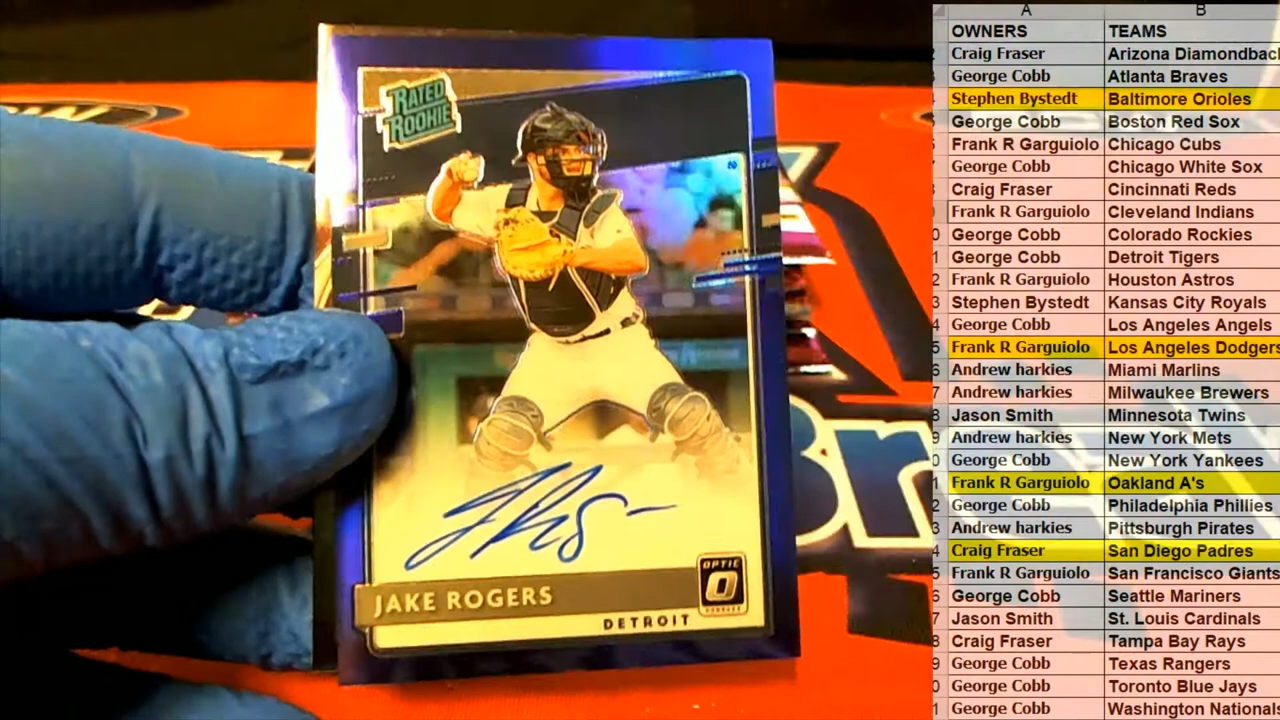 RATED
ROOKIE
JAKE ROGERS
OPTIC
DONRUSS
DETROIT
A B
OWNERS TEAMS
Craig Fraser Arizona Diamondbac
George Cobb Atlanta Braves
Stephen Bystedt Baltimore Orioles
George Cobb Boston Red Sox
Frank R Garguiolo Chicago Cubs
George Cobb Chicago White Sox
Craig Fraser Cincinnati Reds
Frank R Garguiolo Cleveland Indians
George Cobb Colorado Rockies
George Cobb Detroit Tigers
Frank R Garguiolo Houston Astros
Stephen Bystedt Kansas City Royals
George Cobb Los Angeles Angels
Frank R Garguiolo Los Angeles Dodgers
Andrew harkies Miami Marlins
Andrew harkies Milwaukee Brewers
Jason Smith Minnesota Twins
Andrew harkies New York Mets
George Cobb New York Yankees
Frank R Garguiolo Oakland A's
George Cobb Philadelphia Phillies
Andrew harkies Pittsburgh Pirates
Craig Fraser San Diego Padres
Frank R Garguiolo San Francisco Giants
George Cobb Seattle Mariners
Jason Smith St. Louis Cardinals
Craig Fraser Tampa Bay Rays
George Cobb Texas Rangers
George Cobb Toronto Blue Jays
George Cobb Washington Nationals